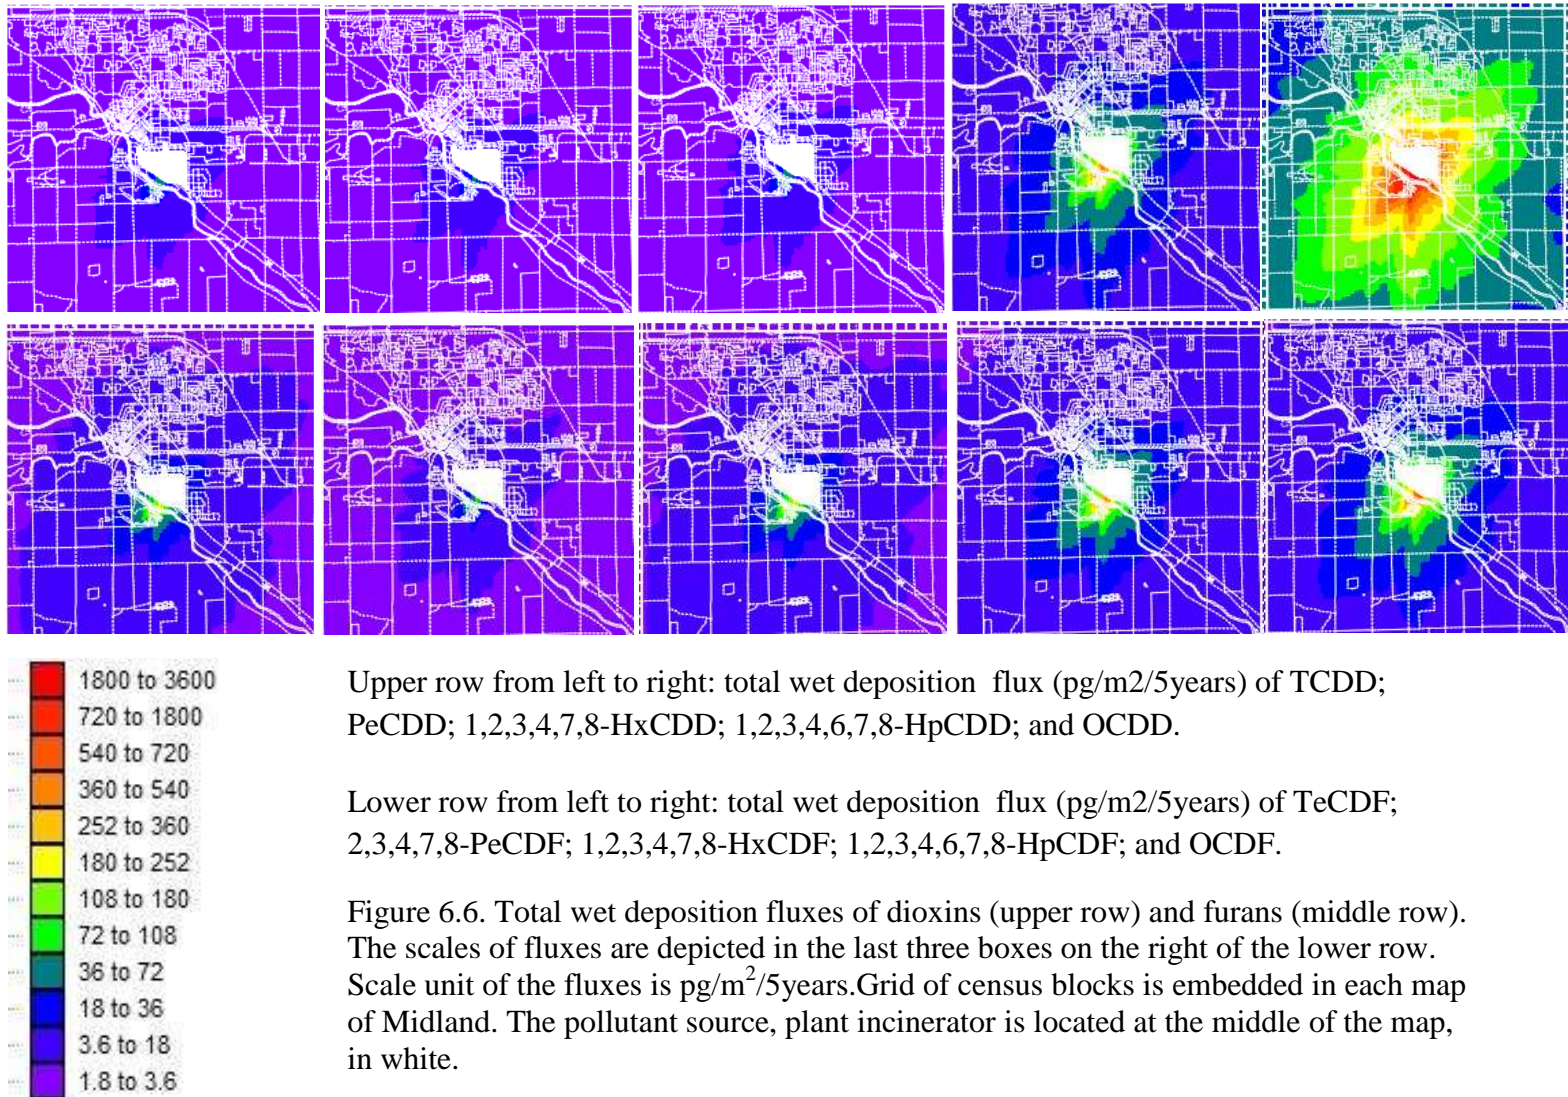 1800 to 3600
720 to 1800
540 to 720
360 to 540
252 to 360
180 to 252
108 to 180
72 to 108
36 to 72
18 to 36
3.6 to 18
1.8 to 3.6
Upper row from left to right: total wet deposition flux (pg/m2/5years) of TCDD;
PeCDD; 1,2,3,4,7,8-HxCDD; 1,2,3,4,6,7,8-HpCDD; and OCDD.
Lower row from left to right: total wet deposition flux (pg/m2/5years) of TeCDF;
2,3,4,7,8-PeCDF; 1,2,3,4,7,8-HxCDF; 1,2,3,4,6,7,8-HpCDF; and OCDF.
Figure 6.6. Total wet deposition fluxes of dioxins (upper row) and furans (middle row).
The scales of fluxes are depicted in the last three boxes on the right of the lower row.
Scale unit of the fluxes is pg/m²/5years.Grid of census blocks is embedded in each map
of Midland. The pollutant source, plant incinerator is located at the middle of the map,
in white.